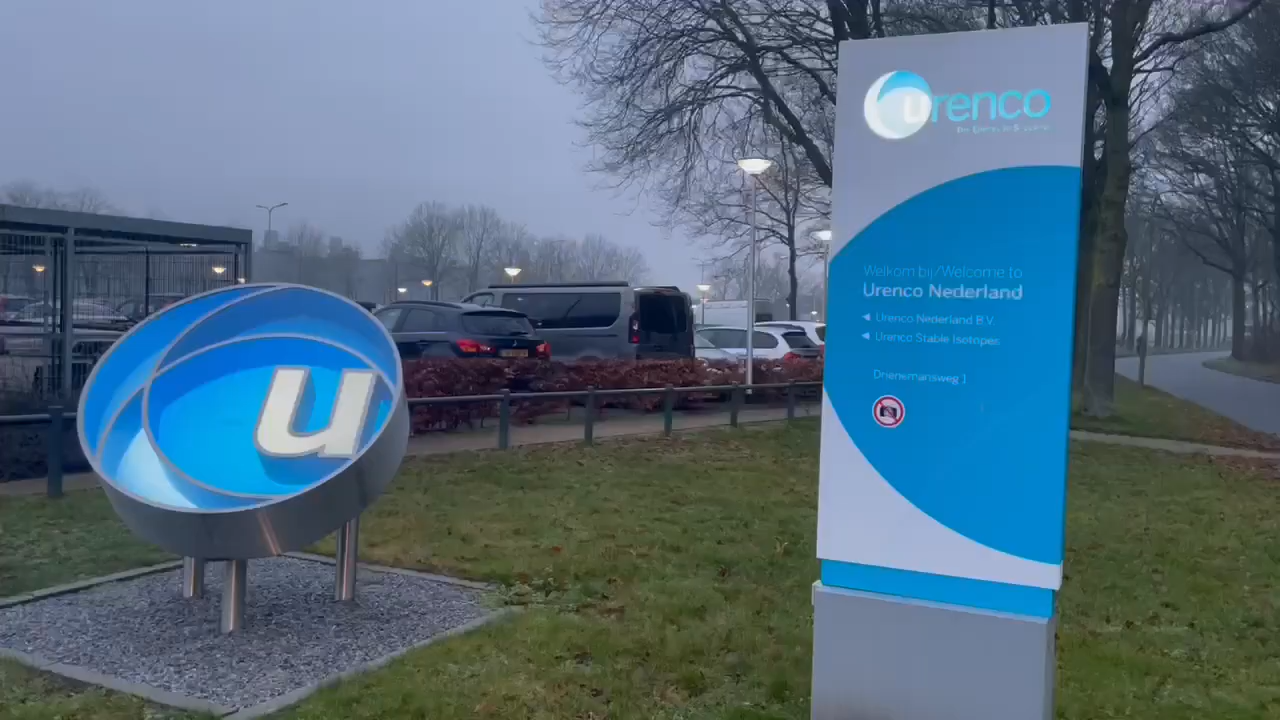 u
urenco
Welkom bij/Welcome to
Urenco Nederland
Urenco Nederland B.V.
Urenco Stable Isotopes
Drienemansweg 1